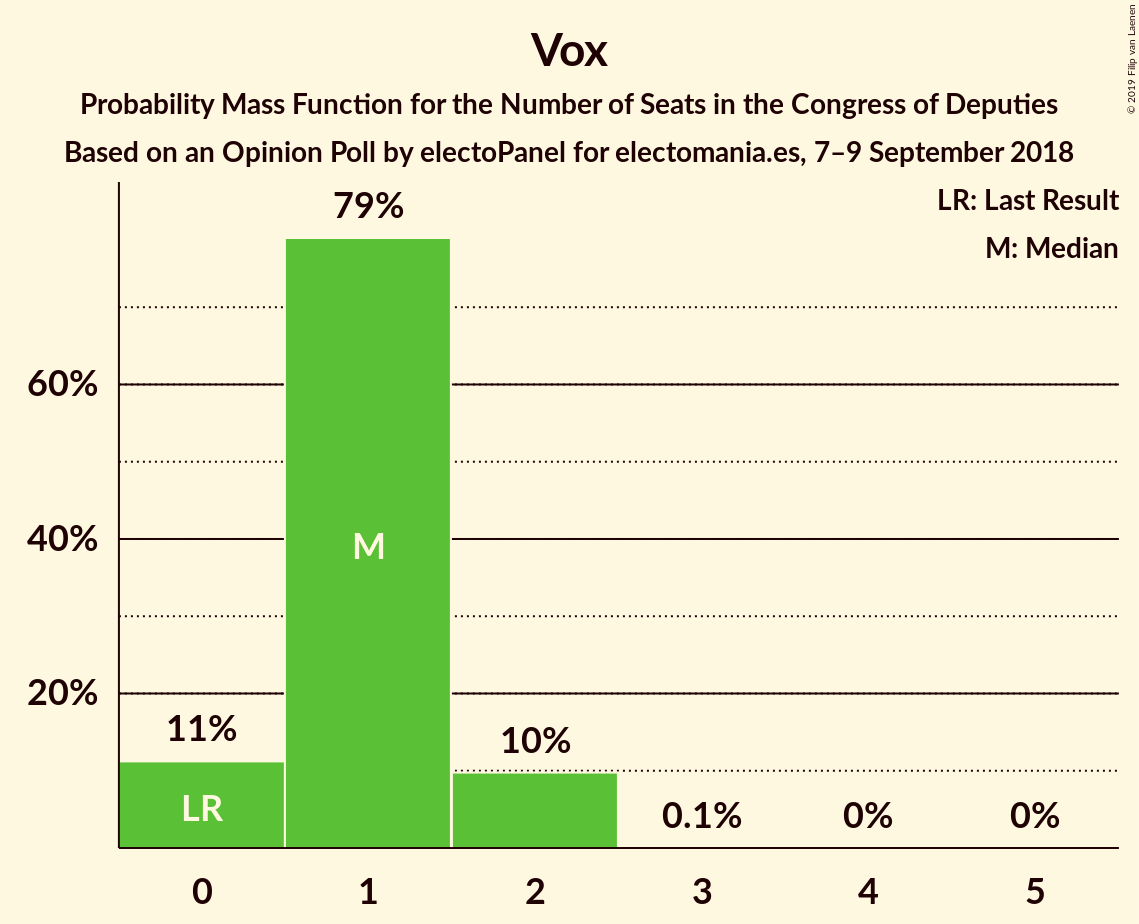 Vox
Probability Mass Function for the Number of Seats in the Congress of Deputies
Based on an Opinion Poll by electoPanel for electomania.es, 7–9 September 2018
© 2019 Filip van Laenen
LR: Last Result
M: Median
79%
60%
40%
20%
M
11%
LR
10%
0.1%
0%
0%
0
1
2
3
4
5